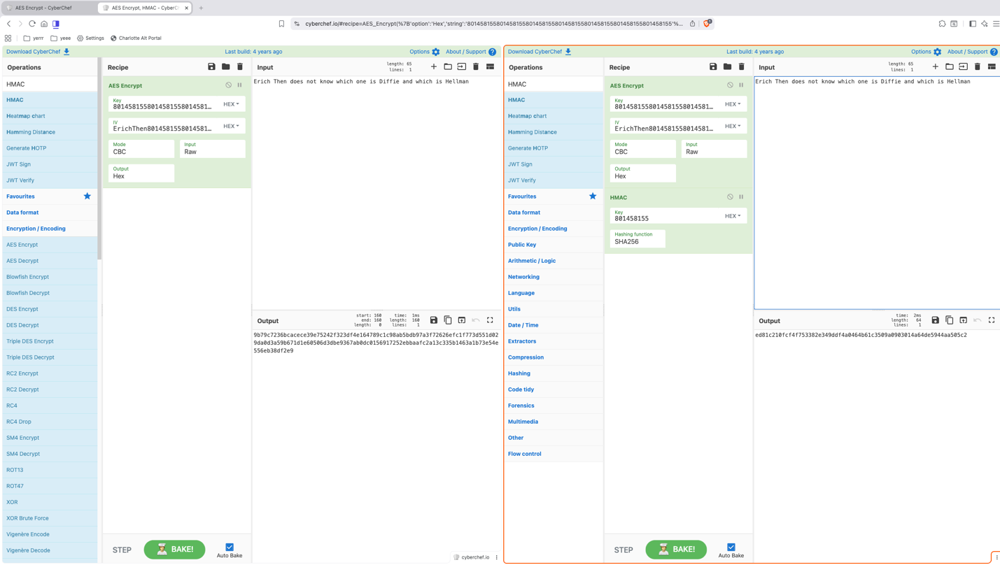 AES Encrypt - CyberChef
AES Encrypt, HMAC - CyberC
cyberchef.io/#recipe=AES_Encrypt(%7B'option':'Hex','string':'801458155801458155801458155801458155801458155801458155801458155'%...
1
yerrr
yeee
Settings
Charlotte Alt Portal
Download CyberChef
Last build: 4 years ago
Options
About / Support
Operations
HMAC
HMAC
Heatmap chart
Hamming Distance
Generate HOTP
JWT Sign
JWT Verify
Favourites
Data format
Encryption / Encoding
AES Encrypt
AES Decrypt
Blowfish Encrypt
Blowfish Decrypt
DES Encrypt
DES Decrypt
Triple DES Encrypt
Triple DES Decrypt
RC2 Encrypt
RC2 Decrypt
RC4
RC4 Drop
SM4 Encrypt
SM4 Decrypt
ROT13
ROT47
XOR
XOR Brute Force
Vigenère Encode
Vigenère Decode
Recipe
AES Encrypt
Key
8014581558014581558014581...
HEX
IV
ErichThen8014581558014581...
HEX
Mode
CBC
Input
Raw
Output
Hex
STEP
BAKE!
Auto Bake
Input
length: 65
lines: 1
Erich Then does not know which one is Diffie and which is Hellman
Output
start: 160
end: 160
length: 0
time: 1ms
length: 160
lines: 1
9b79c7236bcacece39e75242f323df4e164789c1c98ab5bdb97a3f72626efc1f773d551d02
9da0d3a59b671d1e60506d3dbe9367ab0dc0156917252ebbaafc2a13c335b1463a1b73e54e
556eb38df2e9
cyberchef.io
Download CyberChef
Last build: 4 years ago
Options
About / Support
Operations
HMAC
HMAC
Heatmap chart
Hamming Distance
Generate HOTP
JWT Sign
JWT Verify
Favourites
Data format
Encryption / Encoding
Public Key
Arithmetic / Logic
Networking
Language
Utils
Date / Time
Extractors
Compression
Hashing
Code tidy
Forensics
Multimedia
Other
Flow control
Recipe
AES Encrypt
Key
8014581558014581558014581...
HEX
IV
ErichThen8014581558014581...
HEX
Mode
CBC
Input
Raw
Output
Hex
HMAC
Key
801458155
HEX
Hashing function
SHA256
STEP
BAKE!
Auto Bake
Input
length: 65
lines: 1
Erich Then does not know which one is Diffie and which is Hellman
Output
time: 2ms
length: 64
lines: 1
ed81c210fcf4f753382e349ddf4a0464b61c3509a0903014a64de5944aa505c2